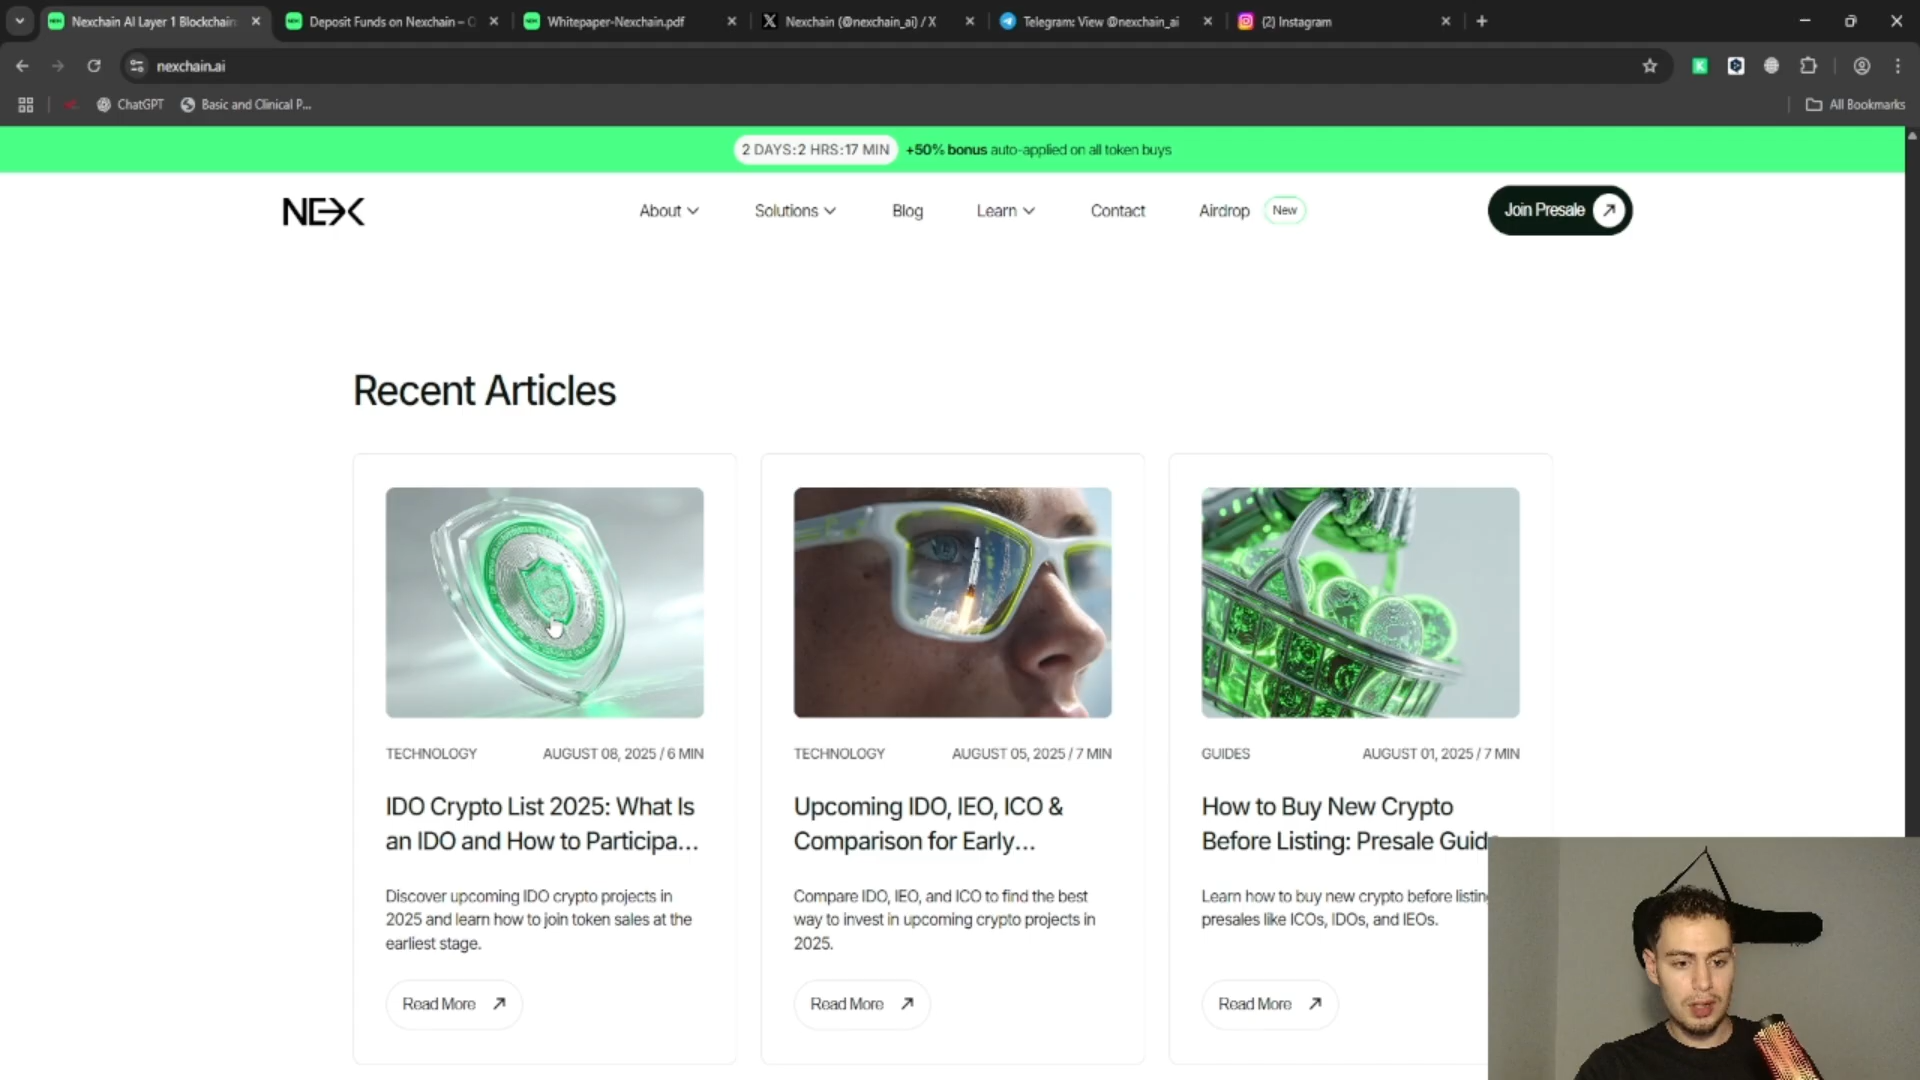 Nexchain AI Layer 1 Blockchain
Deposit Funds on Nexchain –
Whitepaper-Nexchain.pdf
Nexchain (@nexchain_ai) / X
Telegram: View @nexchain_ai
(2) Instagram
nexchain.ai
ChatGPT
Basic and Clinical P...
All Bookmarks
2 DAYS:2 HRS:17 MIN +50% bonus auto-applied on all token buys
NEX
About
Solutions
Blog
Learn
Contact
Airdrop
New
Join Presale
Recent Articles
TECHNOLOGY AUGUST 08, 2025 / 6 MIN
IDO Crypto List 2025: What Is
an IDO and How to Participa...
Discover upcoming IDO crypto projects in
2025 and learn how to join token sales at the
earliest stage.
Read More
TECHNOLOGY AUGUST 05, 2025 / 7 MIN
Upcoming IDO, IEO, ICO &
Comparison for Early...
Compare IDO, IEO, and ICO to find the best
way to invest in upcoming crypto projects in
2025.
Read More
GUIDES AUGUST 01, 2025 / 7 MIN
How to Buy New Crypto
Before Listing: Presale Guid
Learn how to buy new crypto before listing
presales like ICOs, IDOs, and IEOs.
Read More